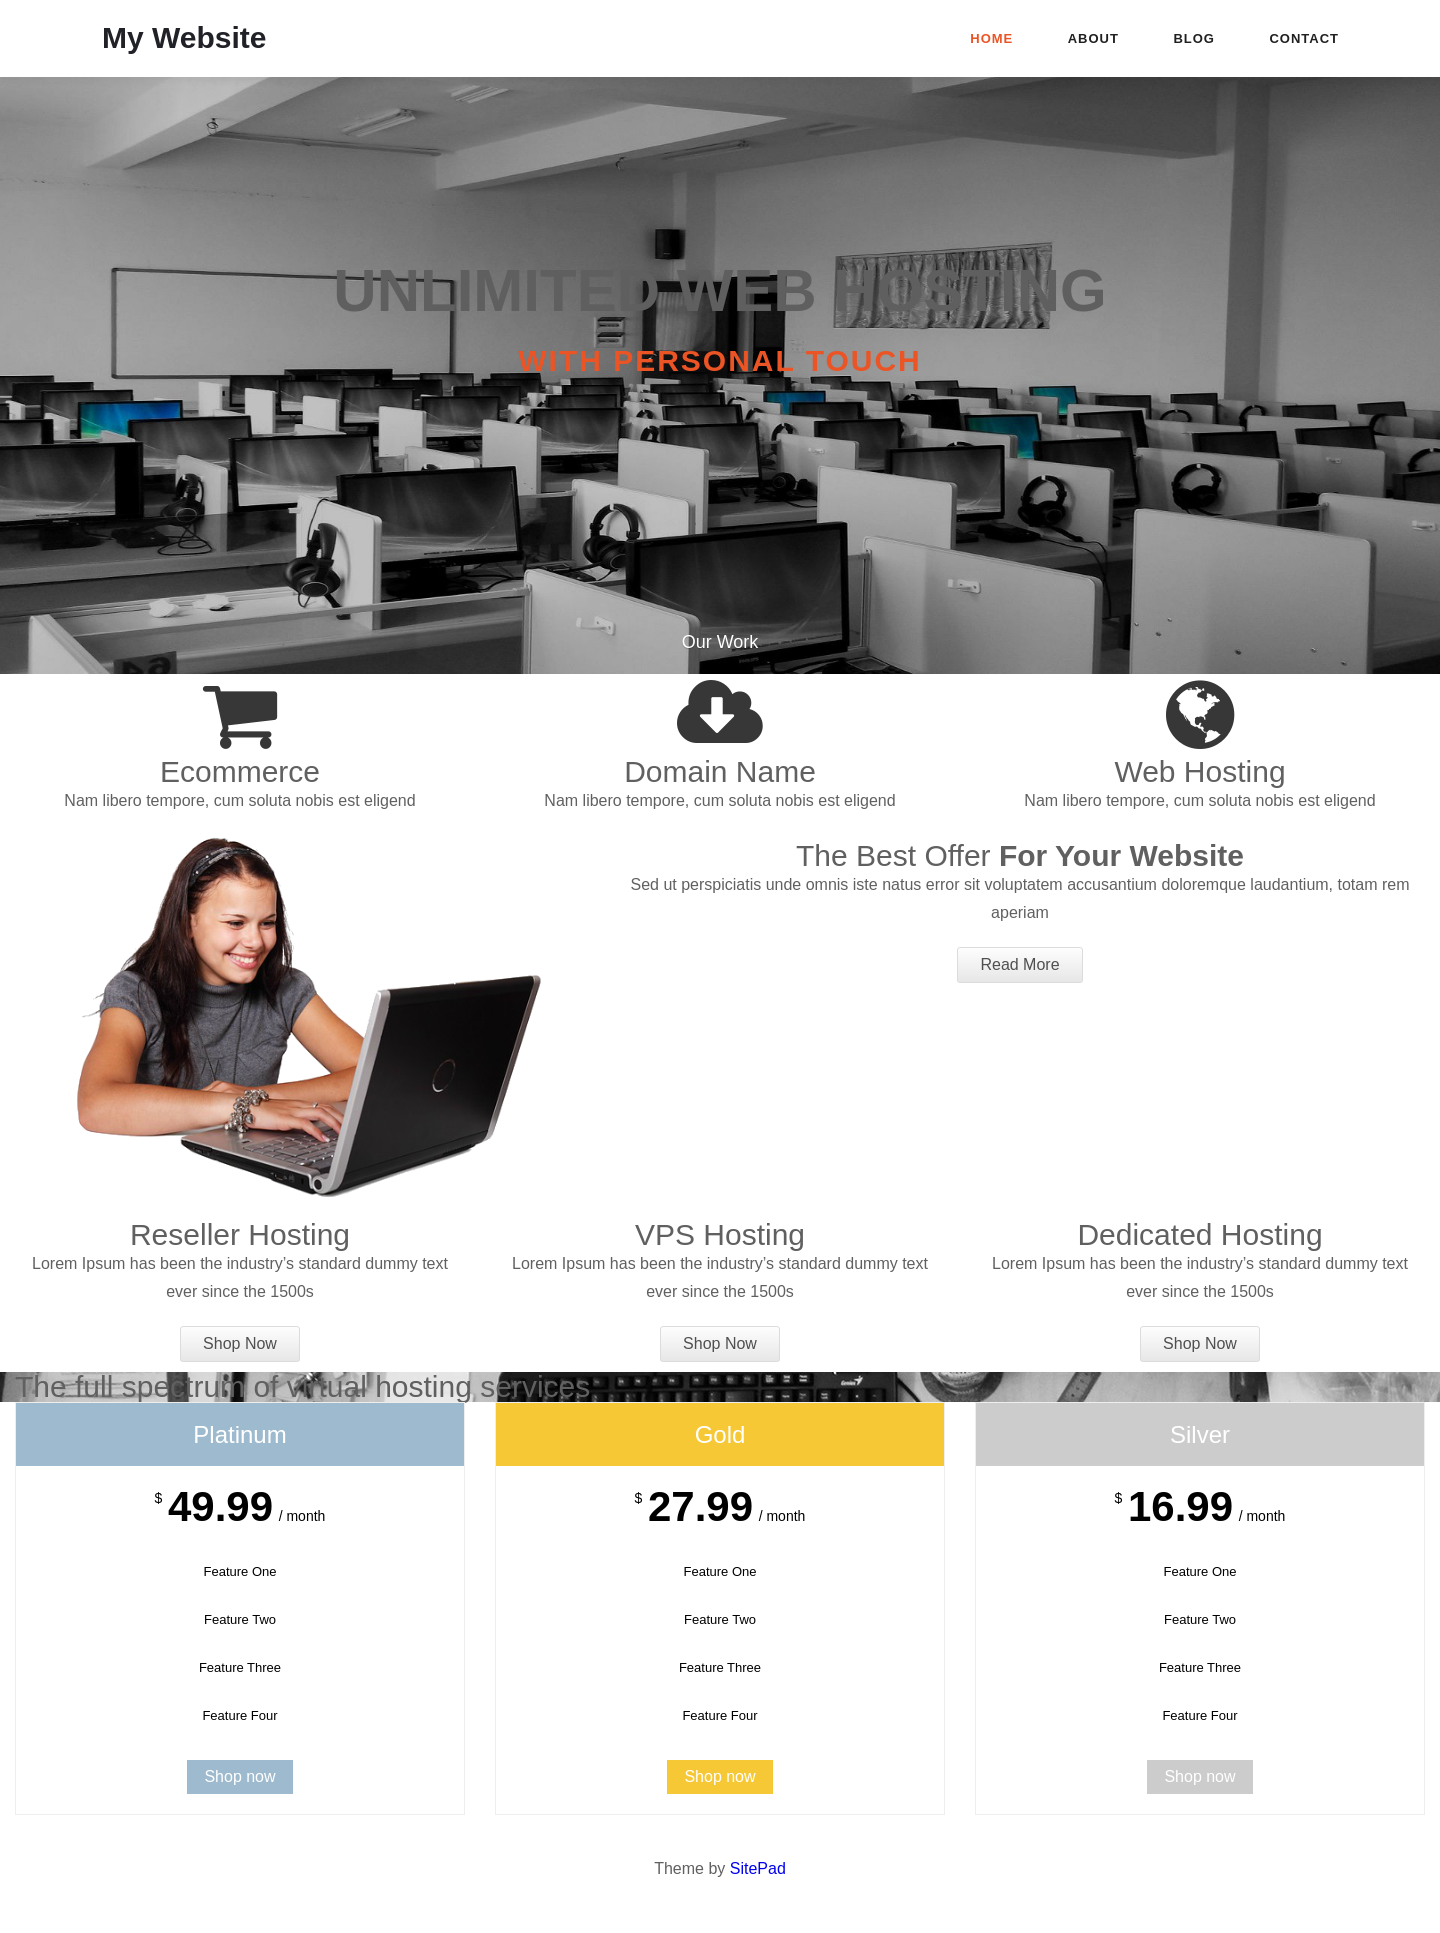 My Website
HOME ABOUT BLOG CONTACT
UNLIMITED WEB HOSTING
WITH PERSONAL TOUCH
Our Work
Ecommerce
Nam libero tempore, cum soluta nobis est eligend
Domain Name
Nam libero tempore, cum soluta nobis est eligend
Web Hosting
Nam libero tempore, cum soluta nobis est eligend
The Best Offer For Your Website
Sed ut perspiciatis unde omnis iste natus error sit voluptatem accusantium doloremque laudantium, totam rem
aperiam
Read More
Reseller Hosting
Lorem Ipsum has been the industry’s standard dummy text
ever since the 1500s
Shop Now
VPS Hosting
Lorem Ipsum has been the industry’s standard dummy text
ever since the 1500s
Shop Now
Dedicated Hosting
Lorem Ipsum has been the industry’s standard dummy text
ever since the 1500s
Shop Now
The full spectrum of virtual hosting services
Genius
Platinum
$ 49.99 / month
Feature One
Feature Two
Feature Three
Feature Four
Shop now
Gold
$ 27.99 / month
Feature One
Feature Two
Feature Three
Feature Four
Shop now
Silver
$ 16.99 / month
Feature One
Feature Two
Feature Three
Feature Four
Shop now
Theme by SitePad